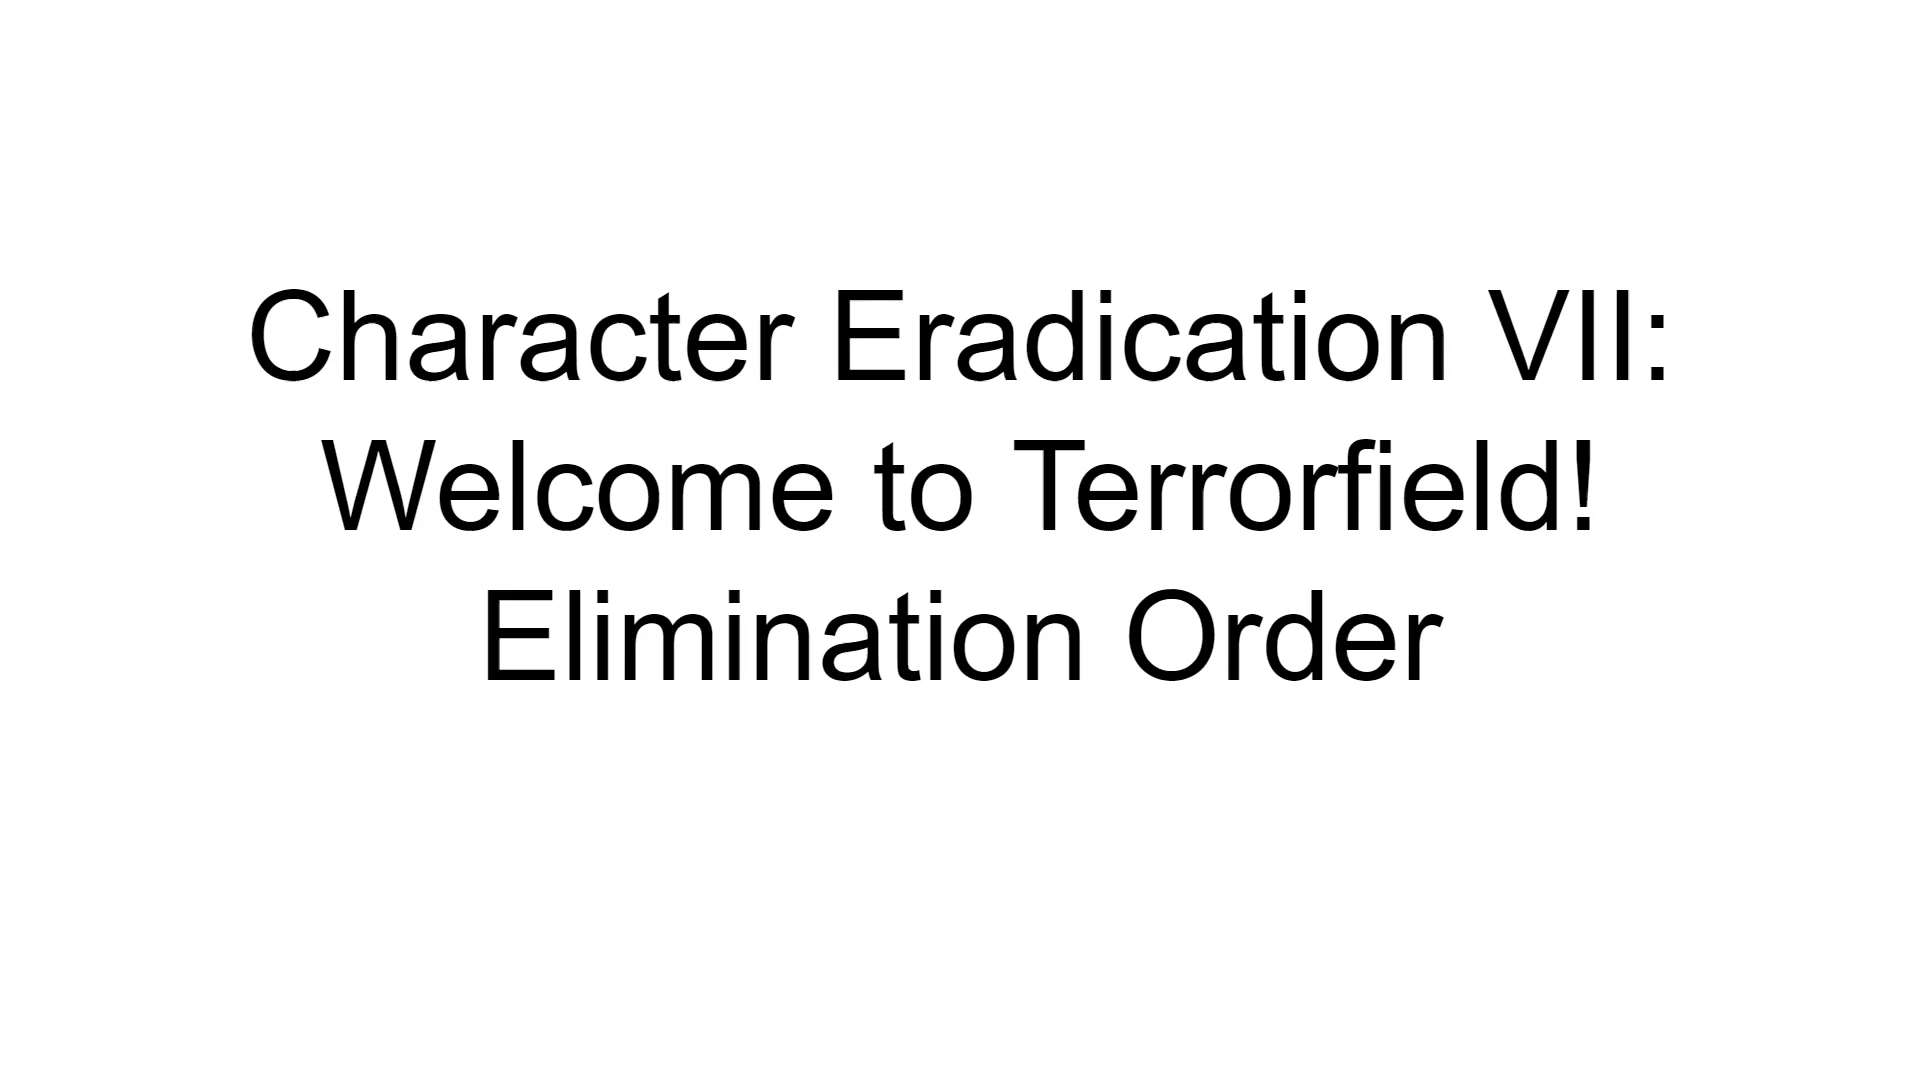 Character Eradication VII:
Welcome to Terrorfield!
Elimination Order